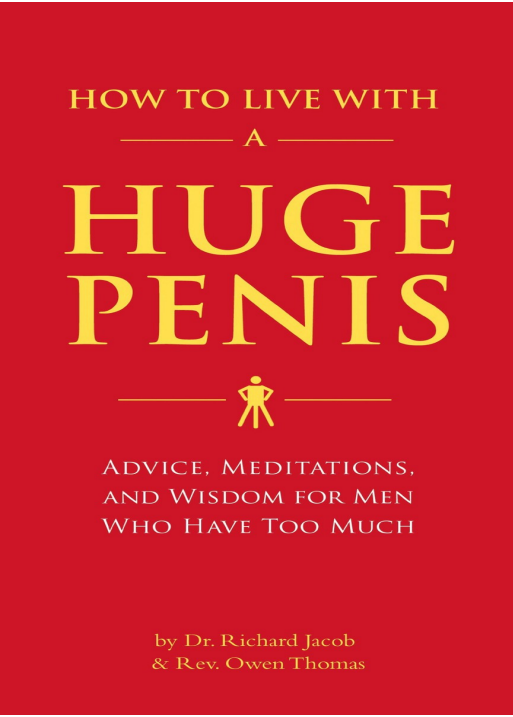 HOW TO LIVE WITH
A
HUGE
PENIS
ADVICE, MEDITATIONS,
AND WISDOM FOR MEN
WHO HAVE TOO MUCH
by Dr. Richard Jacob
& Rev. Owen Thomas